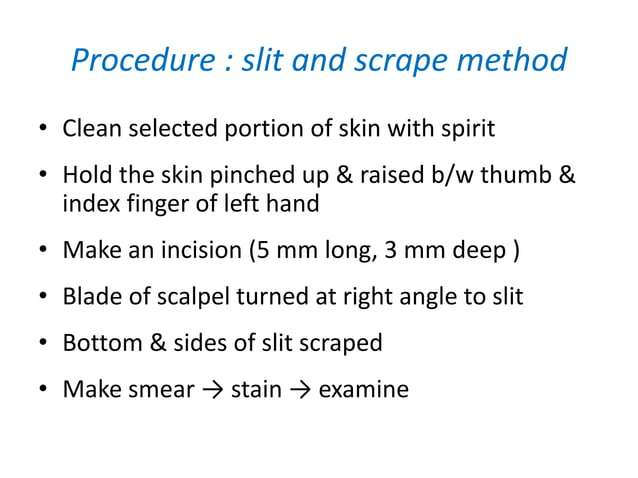 Procedure : slit and scrape method
• Clean selected portion of skin with spirit
• Hold the skin pinched up & raised b/w thumb &
index finger of left hand
• Make an incision (5 mm long, 3 mm deep )
• Blade of scalpel turned at right angle to slit
• Bottom & sides of slit scraped
• Make smear → stain → examine